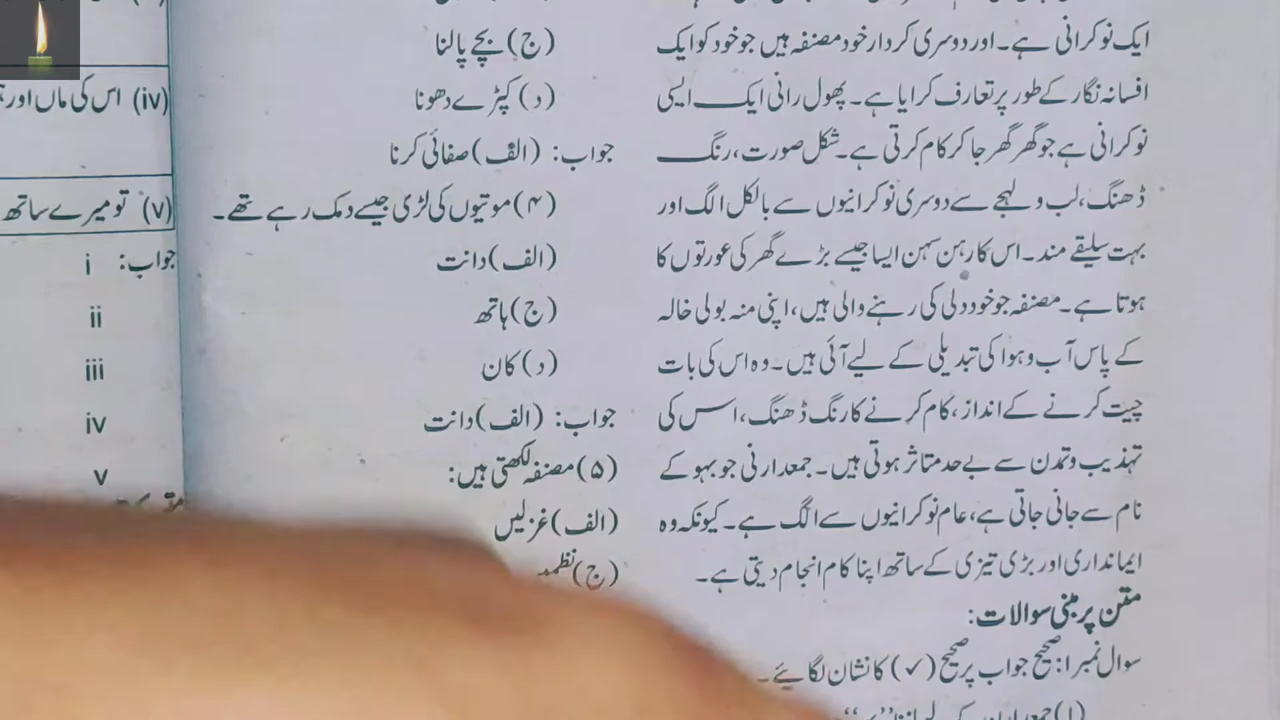 ایک نوکرانی ہے۔ اور دوسری کردار خود مصنفہ ہیں جو خود کو ایک
افسانہ نگار کے طور پر تعارف کرایا ہے۔ پھول رانی ایک ایسی
نوکرانی ہے جو گھر گھر جا کر کام کرتی ہے۔ شکل صورت، رنگ
ڈھنگ، لب و لہجے سے دوسری نوکرانیوں سے بالکل الگ اور
بہت سلیقے مند۔ اس کا رہن سہن ایسا جیسے بڑے گھر کی عورتوں کا
ہوتا ہے۔ مصنفہ جو خود دلی کی رہنے والی ہیں، اپنی منہ بولی خالہ
کے پاس آب و ہوا کی تبدیلی کے لیے آئی ہیں۔ وہ اس کی بات
چیت کرنے کے انداز، کام کرنے کا رنگ ڈھنگ، اس کی
تہذیب و تمدن سے بے حد متاثر ہوتی ہیں۔ جمعدارنی جو بہو کے
نام سے جانی جاتی ہے، عام نوکرانیوں سے الگ ہے۔ کیونکہ وہ
ایمانداری اور بڑی تیزی کے ساتھ اپنا کام انجام دیتی ہے۔
متن پر مبنی سوالات:
سوال نمبر ۱: صحیح جواب پر صحیح (✓) کا نشان لگائیے۔
(ج) بچے پالنا
(د) کپڑے دھونا
جواب: (الف) صفائی کرنا
(۴) موتیوں کی لڑی جیسے دمک رہے تھے۔
(الف) دانت
(ج) ہاتھ
(د) کان
جواب: (الف) دانت
(۵) مصنفہ لکھتی ہیں:
(الف) غزلیں
(ج)
(iv) اس کی ماں اور
(v) تو میرے ساتھ
جواب: i
ii
iii
iv
v